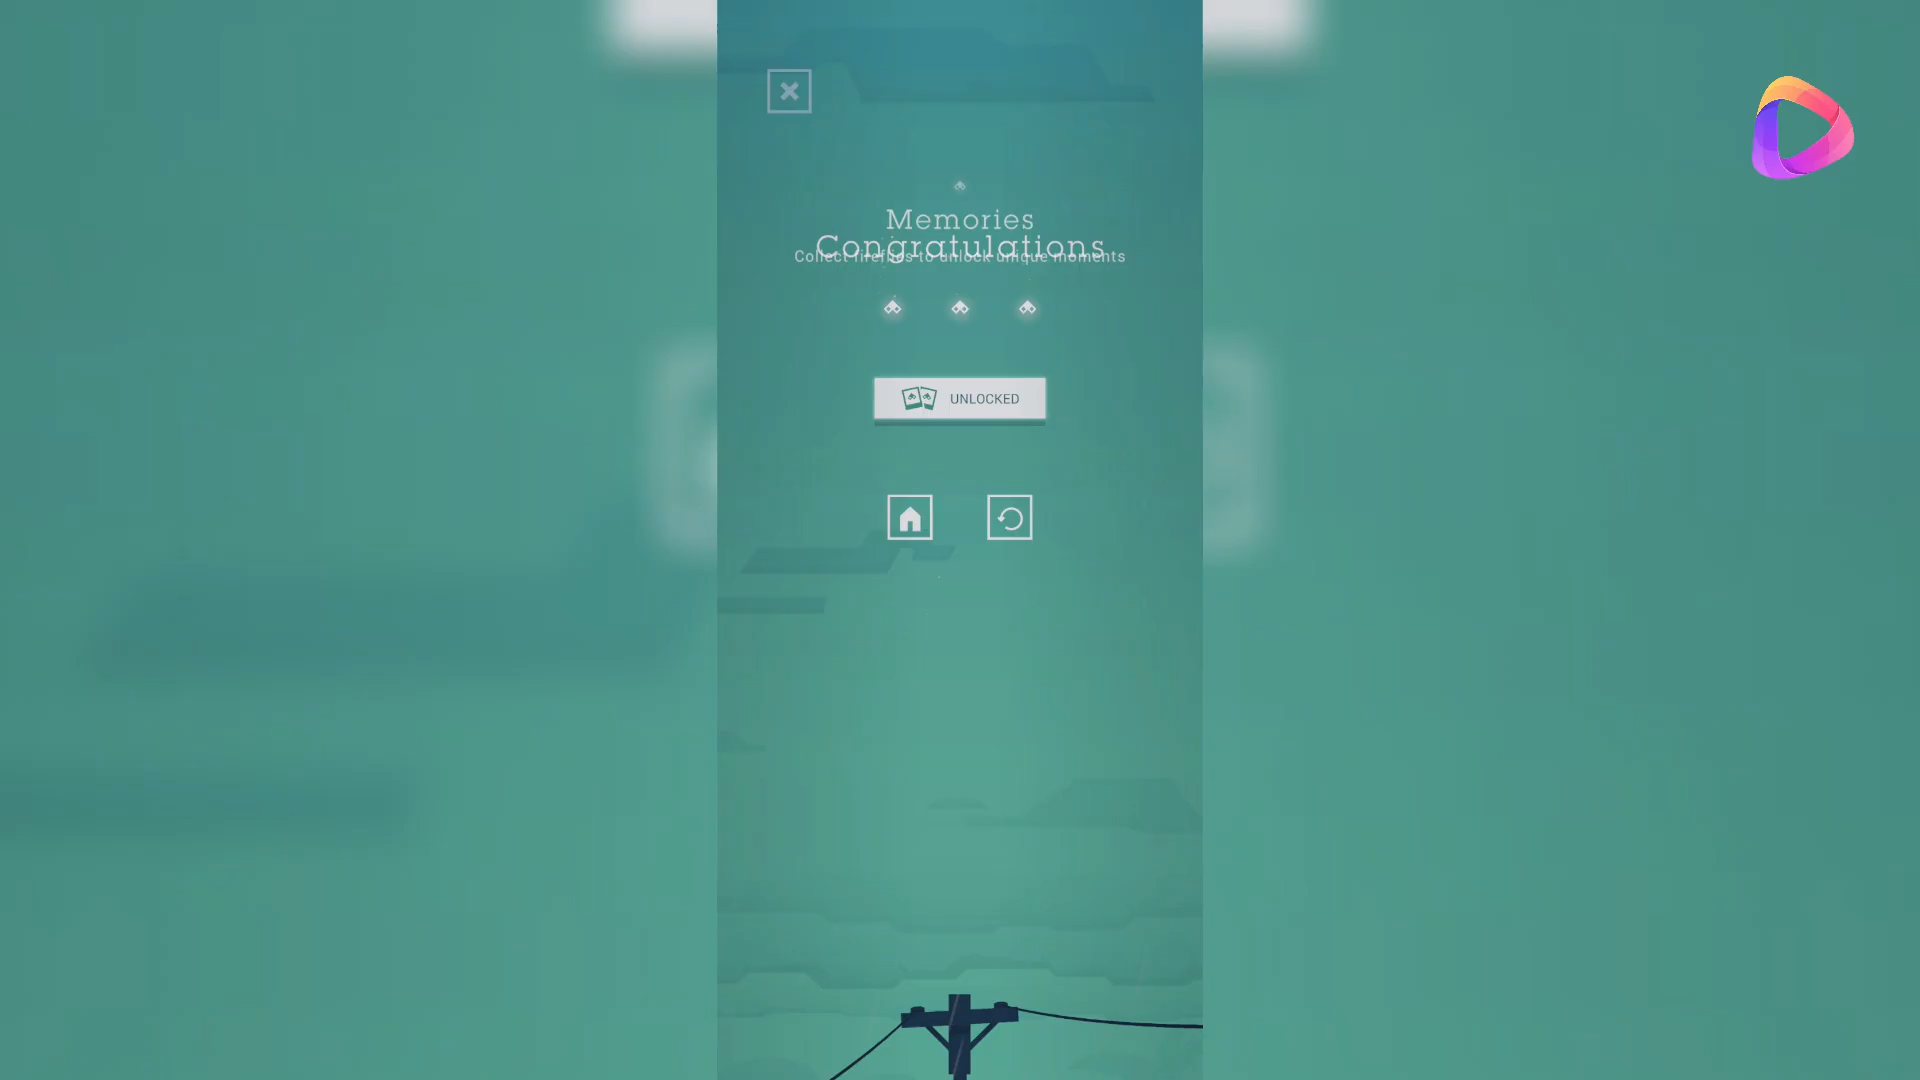 Memories
Congratulations
Collect fireflies to unlock unique moments
UNLOCKED